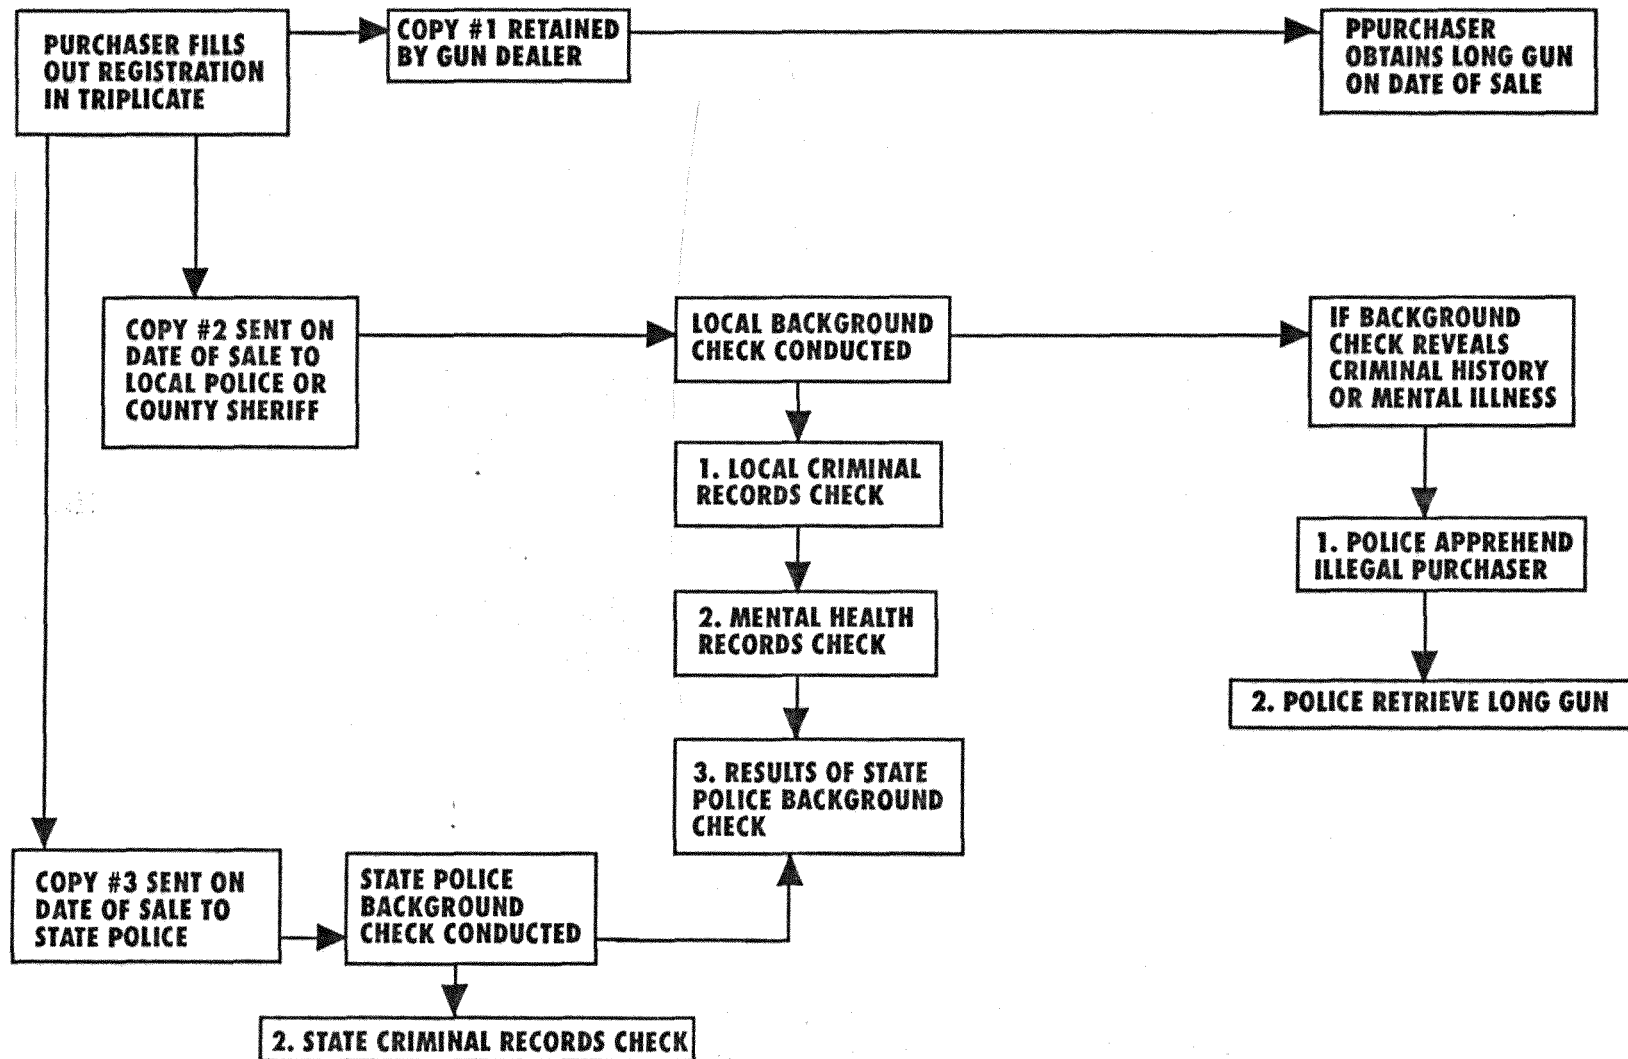 PURCHASER FILLS
OUT REGISTRATION
IN TRIPLICATE
COPY #1 RETAINED
BY GUN DEALER
PPURCHASER
OBTAINS LONG GUN
ON DATE OF SALE
COPY #2 SENT ON
DATE OF SALE TO
LOCAL POLICE OR
COUNTY SHERIFF
LOCAL BACKGROUND
CHECK CONDUCTED
IF BACKGROUND
CHECK REVEALS
CRIMINAL HISTORY
OR MENTAL ILLNESS
1. LOCAL CRIMINAL
RECORDS CHECK
1. POLICE APPREHEND
ILLEGAL PURCHASER
2. MENTAL HEALTH
RECORDS CHECK
2. POLICE RETRIEVE LONG GUN
3. RESULTS OF STATE
POLICE BACKGROUND
CHECK
COPY #3 SENT ON
DATE OF SALE TO
STATE POLICE
STATE POLICE
BACKGROUND
CHECK CONDUCTED
2. STATE CRIMINAL RECORDS CHECK